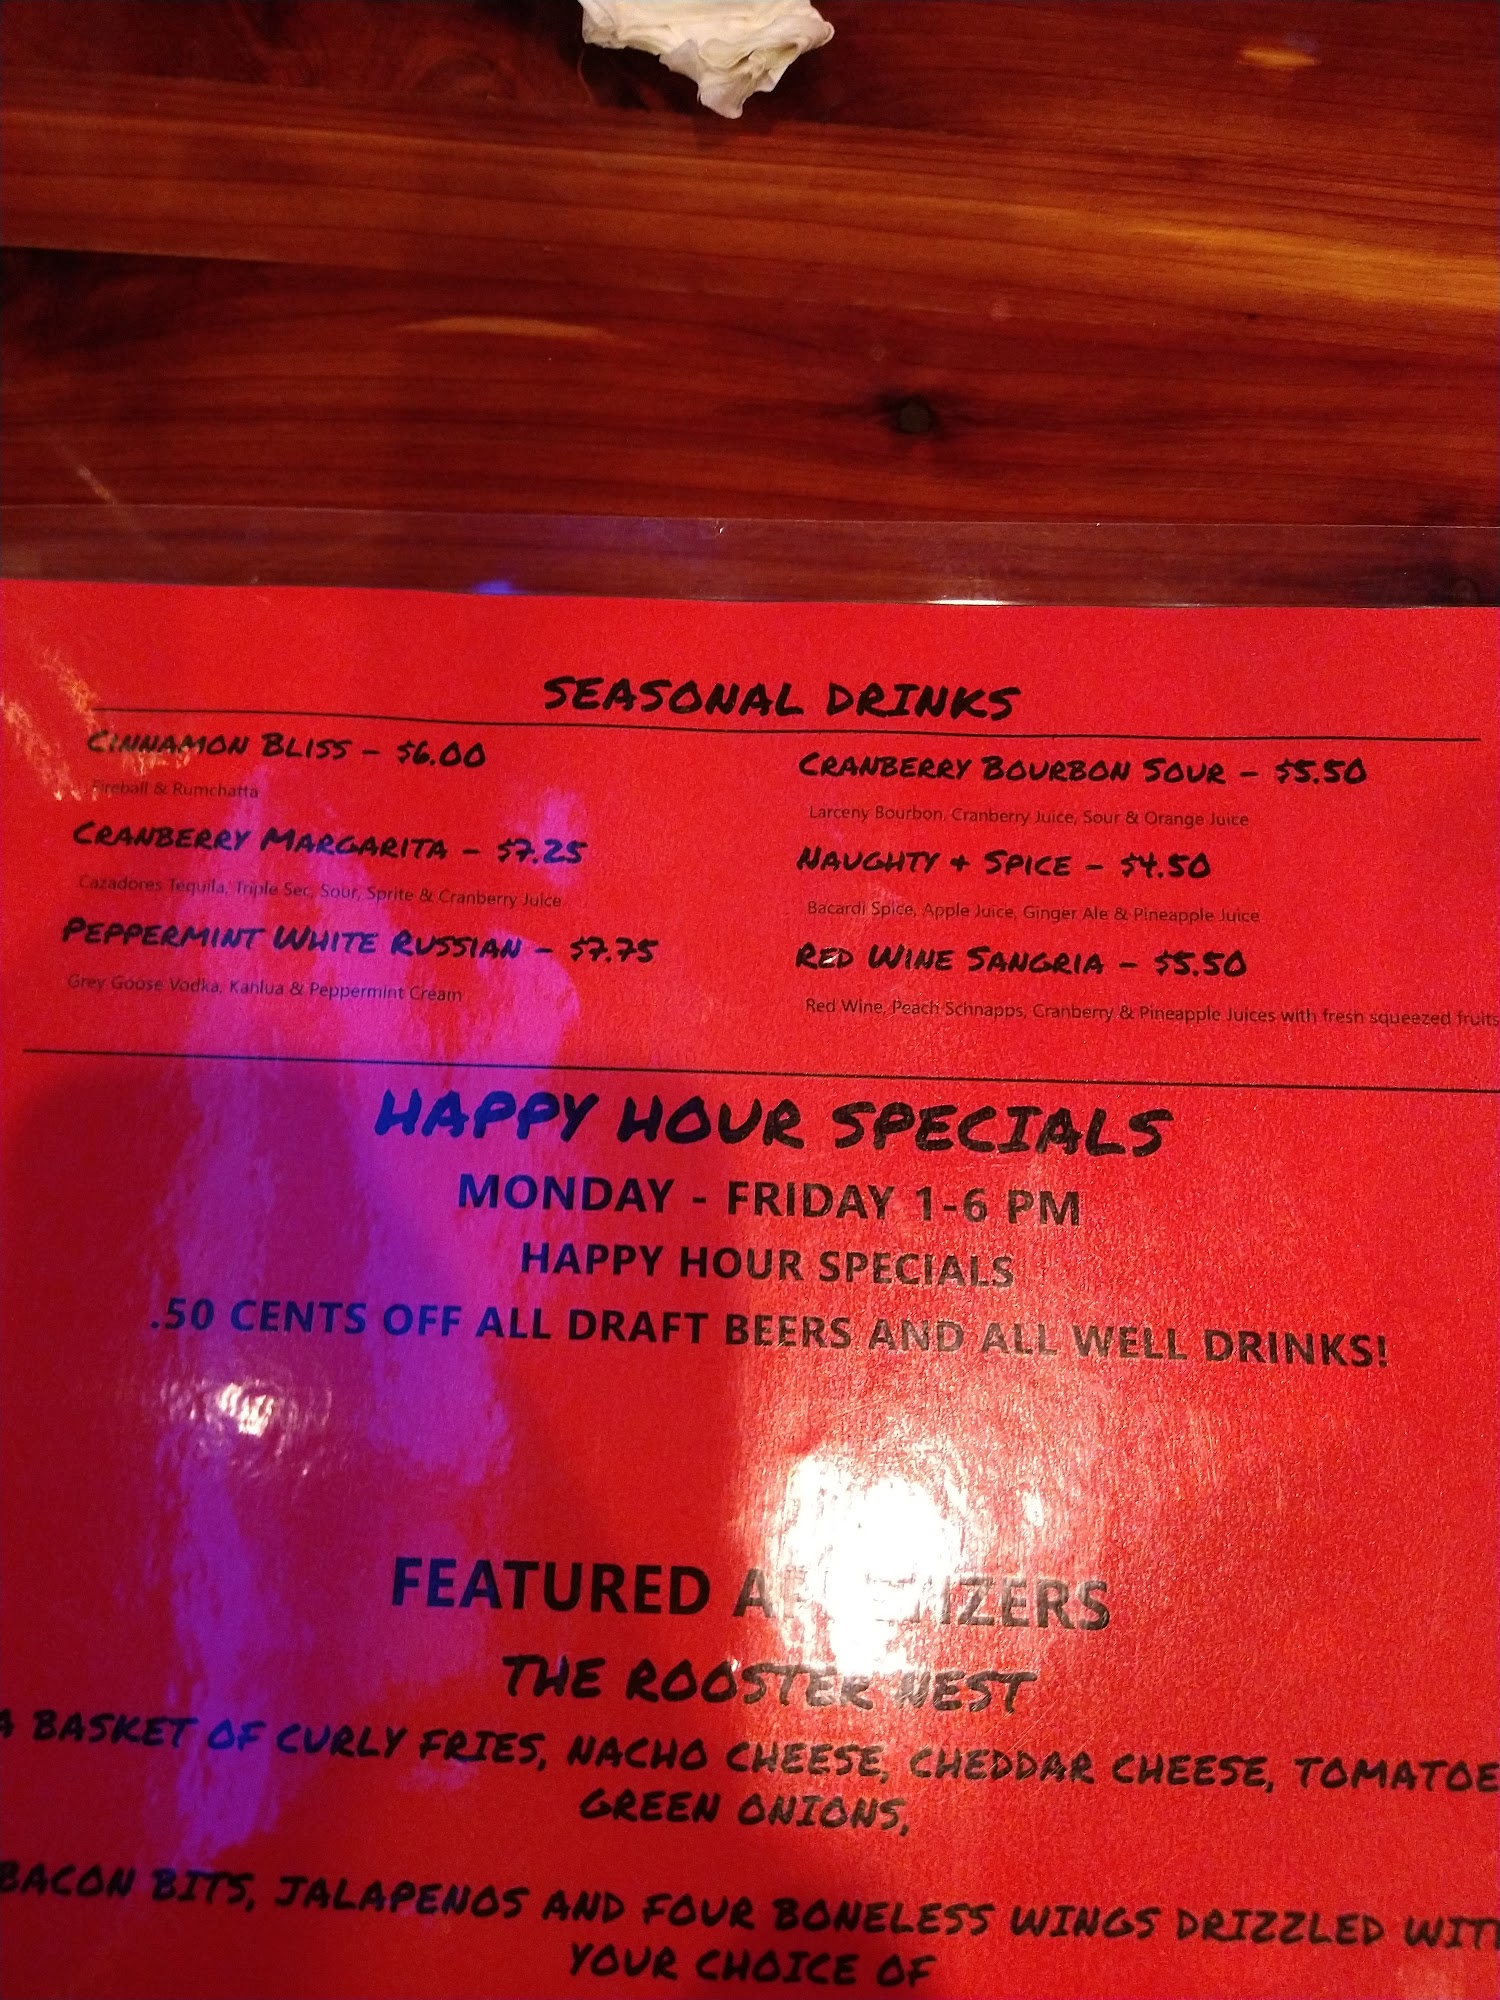 SEASONAL DRINKS
CINNAMON BLISS – $6.00
Fireball & Rumchatta
CRANBERRY MARGARITA – $7.25
Cazadores Tequila, Triple Sec, Sour, Sprite & Cranberry Juice
PEPPERMINT WHITE RUSSIAN – $7.75
Grey Goose Vodka, Kahlua & Peppermint Cream
CRANBERRY BOURBON SOUR – $5.50
Larceny Bourbon, Cranberry Juice, Sour & Orange Juice
NAUGHTY + SPICE – $4.50
Bacardi Spice, Apple Juice, Ginger Ale & Pineapple Juice
RED WINE SANGRIA – $5.50
Red Wine, Peach Schnapps, Cranberry & Pineapple Juices with fresh squeezed fruits
HAPPY HOUR SPECIALS
MONDAY - FRIDAY 1-6 PM
HAPPY HOUR SPECIALS
.50 CENTS OFF ALL DRAFT BEERS AND ALL WELL DRINKS!
FEATURED APPETIZERS
THE ROOSTER NEST
A BASKET OF CURLY FRIES, NACHO CHEESE, CHEDDAR CHEESE, TOMATOE
GREEN ONIONS,
BACON BITS, JALAPENOS AND FOUR BONELESS WINGS DRIZZLED WITH
YOUR CHOICE OF